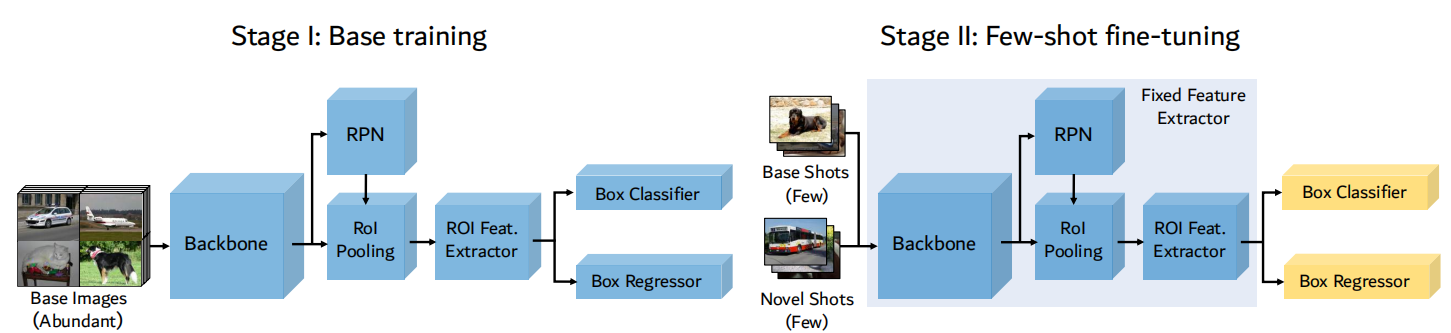 Stage I: Base training
RPN
Backbone
RoI
Pooling
ROI Feat.
Extractor
Box Classifier
Box Regressor
Base Images
(Abundant)
Stage II: Few-shot fine-tuning
Fixed Feature
Extractor
Base Shots
(Few)
Novel Shots
(Few)
RPN
Backbone
RoI
Pooling
ROI Feat.
Extractor
Box Classifier
Box Regressor